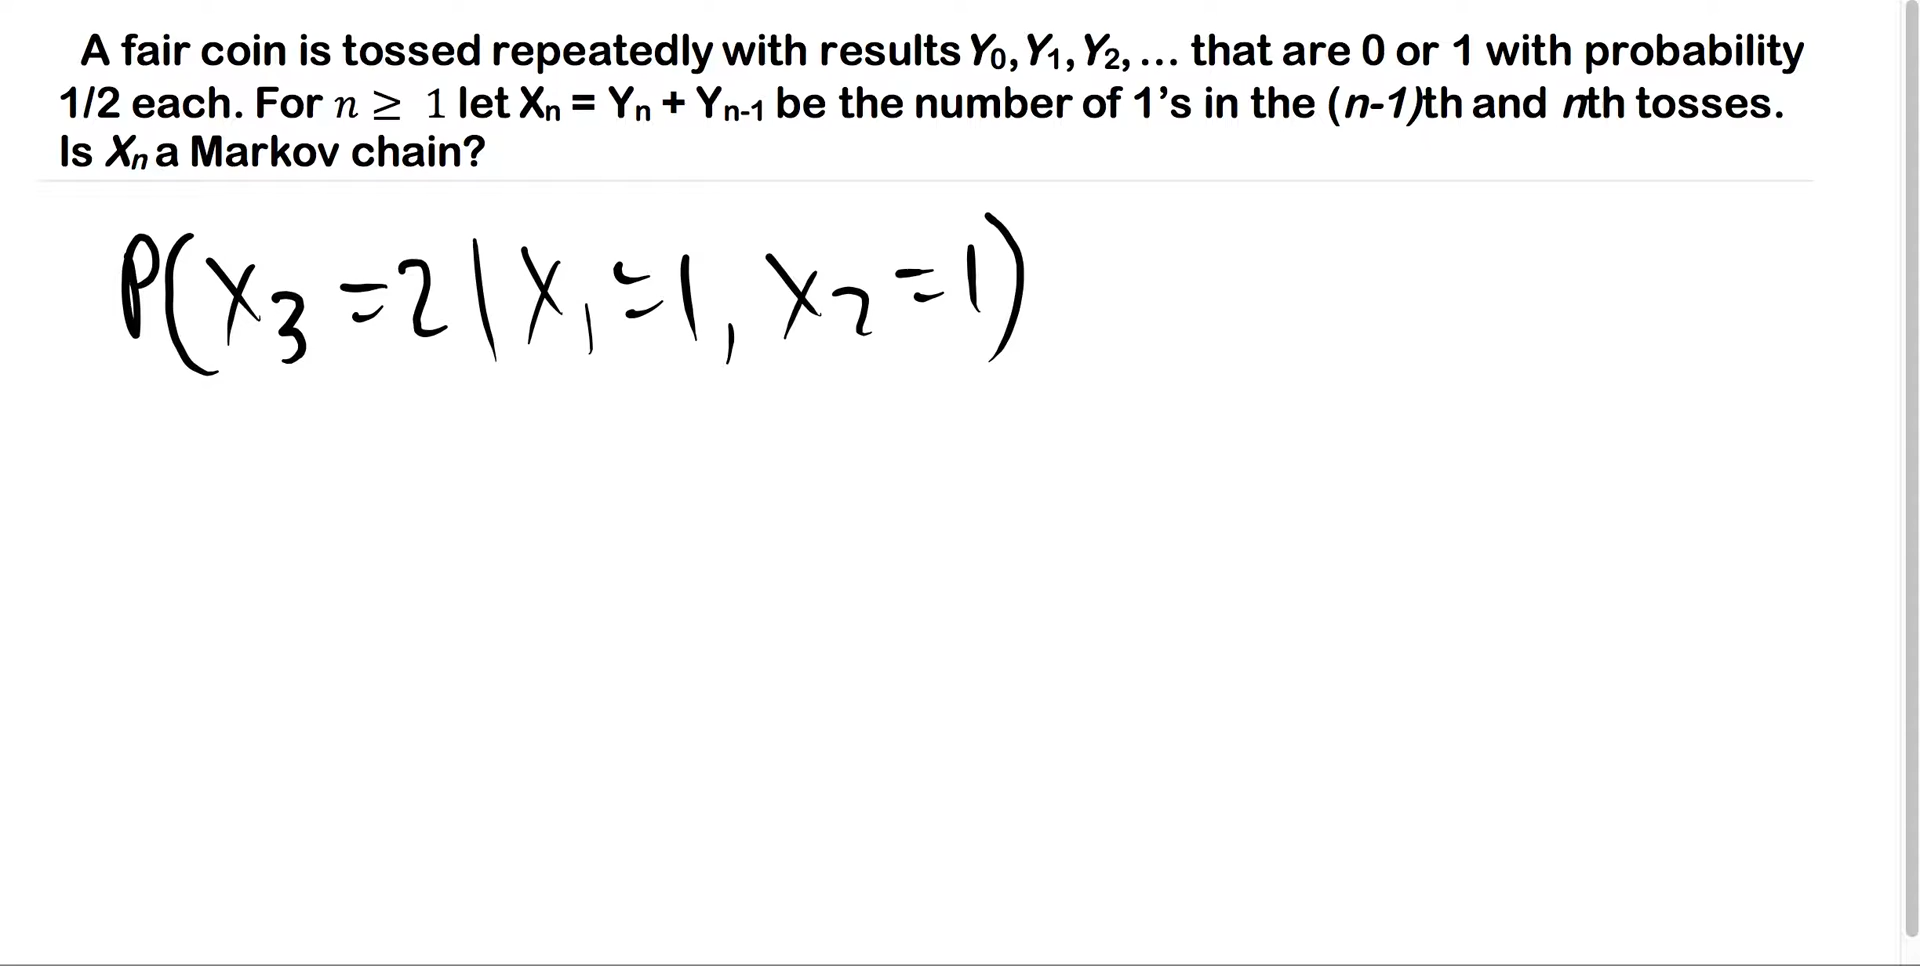 A fair coin is tossed repeatedly with results Y₀, Y₁, Y₂, … that are 0 or 1 with probability
1/2 each. For n ≥ 1 let Xₙ = Yₙ + Yₙ₋₁ be the number of 1’s in the (n-1)th and nth tosses.
Is Xₙ a Markov chain?
P(X₃ = 2 | X₁ = 1, X₂ = 1)